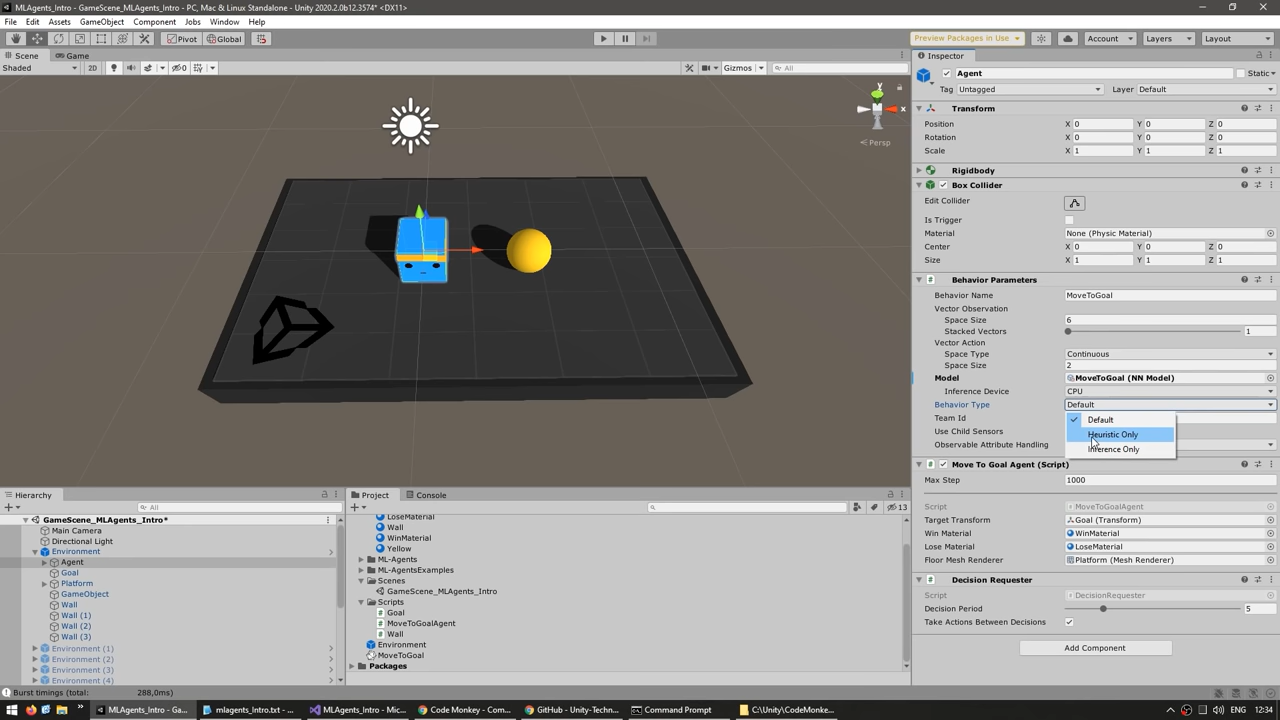 MLAgents_Intro - GameScene_MLAgents_Intro - PC, Mac & Linux Standalone - Unity 2020.2.0b12.3574* <DX11>
File Edit Assets GameObject Component Jobs Window Help
Pivot Global Preview Packages in Use Account Layers Layout
Scene Game
Shaded 2D 0 Gizmos All
y
x
Persp
Inspector
Agent Static
Tag Untagged Layer Default
Transform
Position X 0 Y 0 Z 0
Rotation X 0 Y 0 Z 0
Scale X 1 Y 1 Z 1
Rigidbody
Box Collider
Edit Collider
Is Trigger
Material None (Physic Material)
Center X 0 Y 0 Z 0
Size X 1 Y 1 Z 1
Behavior Parameters
Behavior Name MoveToGoal
Vector Observation
Space Size 6
Stacked Vectors 1
Vector Action
Space Type Continuous
Space Size 2
Model MoveToGoal (NN Model)
Inference Device CPU
Behavior Type Default
Team Id
Use Child Sensors
Observable Attribute Handling
Default
Heuristic Only
Inference Only
Move To Goal Agent (Script)
Max Step 1000
Script MoveToGoalAgent
Target Transform Goal (Transform)
Win Material WinMaterial
Lose Material LoseMaterial
Floor Mesh Renderer Platform (Mesh Renderer)
Decision Requester
Script DecisionRequester
Decision Period 5
Take Actions Between Decisions
Add Component
Hierarchy
All
GameScene_MLAgents_Intro*
Main Camera
Directional Light
Environment
Agent
Goal
Platform
GameObject
Wall
Wall (1)
Wall (2)
Wall (3)
Environment (1)
Environment (2)
Environment (3)
Environment (4)
Project Console
13
LoseMaterial
Wall
WinMaterial
Yellow
ML-Agents
ML-AgentsExamples
Scenes
GameScene_MLAgents_Intro
Scripts
Goal
MoveToGoalAgent
Wall
Environment
MoveToGoal
Packages
Burst timings (total: 288,0ms)
MLAgents_Intro - Ga... mlagents_intro.txt - ... MLAgents_Intro - Mic... Code Monkey - Com... GitHub - Unity-Techn... Command Prompt C:\Unity\CodeMonke... 12:34